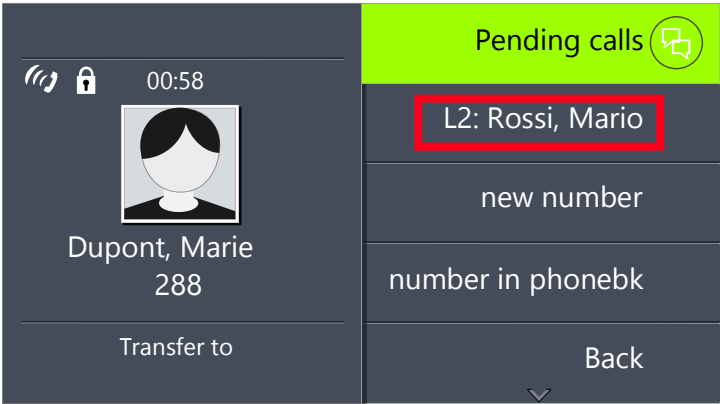 00:58
Dupont, Marie
288
Transfer to
Pending calls
L2: Rossi, Mario
new number
number in phonebk
Back